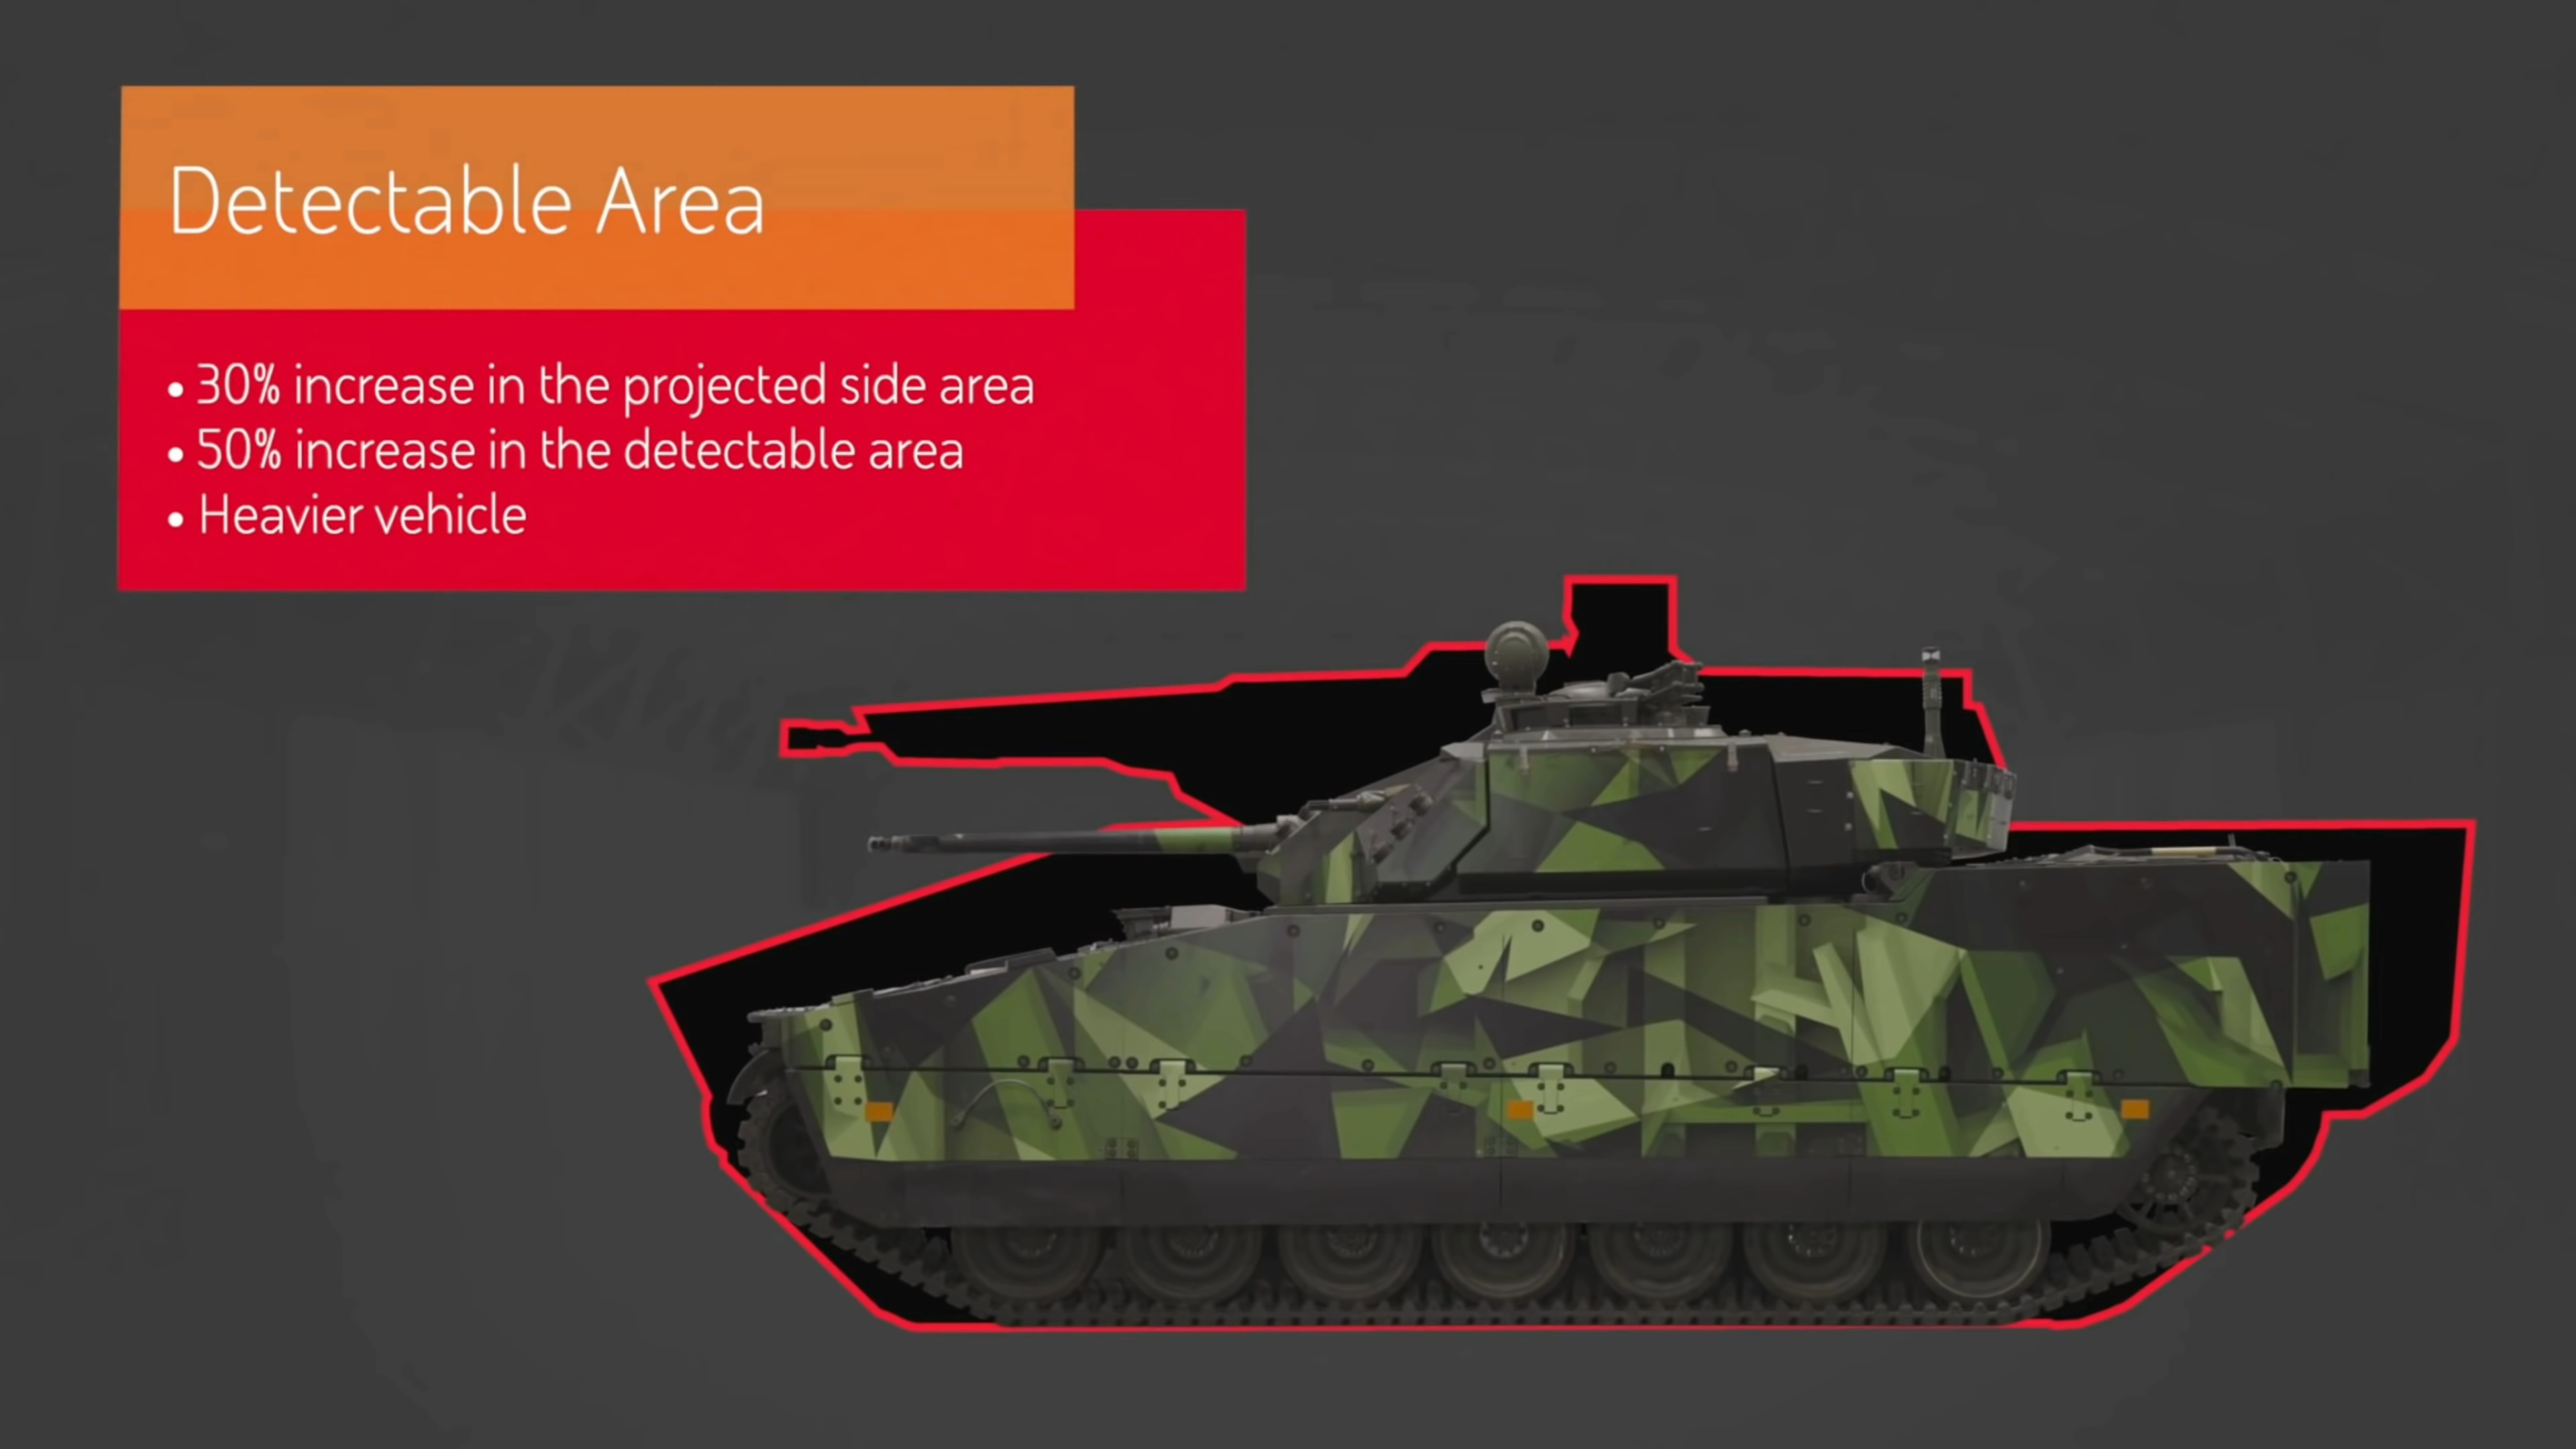 Detectable Area
• 30% increase in the projected side area
• 50% increase in the detectable area
• Heavier vehicle